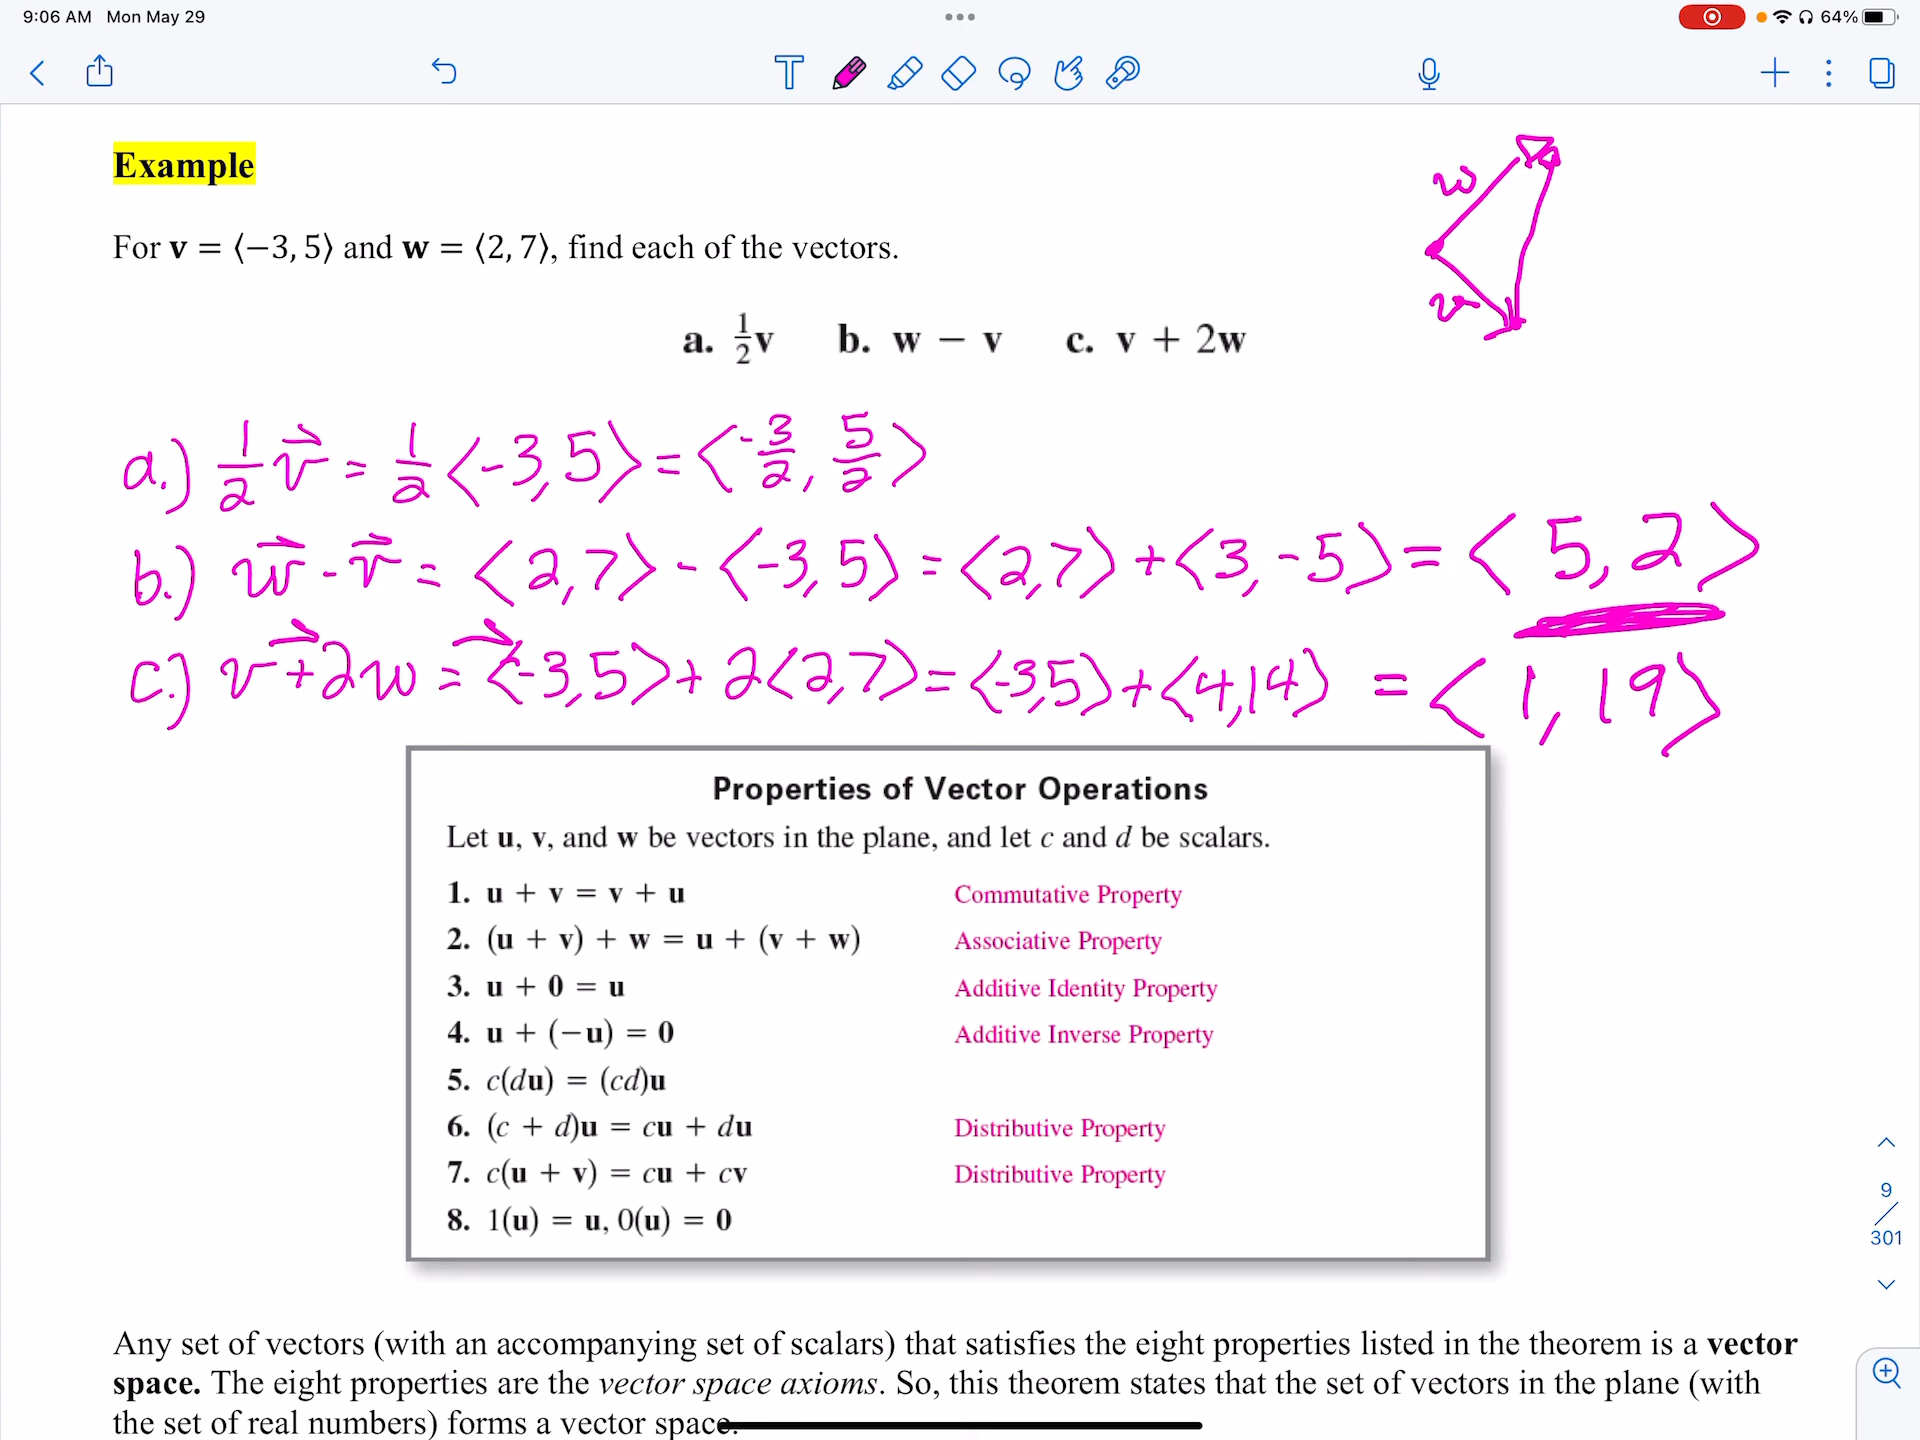 9:06 AM Mon May 29
64%
Example
For v = ⟨−3, 5⟩ and w = ⟨2, 7⟩, find each of the vectors.
w
v
a. 1/2 v b. w − v c. v + 2w
a.) 1/2 v⃗ = 1/2 <-3,5> = <-3/2, 5/2>
b.) w⃗ - v⃗ = <2,7> - <-3,5> = <2,7> + <3,-5> = <5,2>
c.) v+2w = <-3,5> + 2<2,7> = <-3,5> + <4,14> = <1,19>
Properties of Vector Operations
Let u, v, and w be vectors in the plane, and let c and d be scalars.
1. u + v = v + u Commutative Property
2. (u + v) + w = u + (v + w) Associative Property
3. u + 0 = u Additive Identity Property
4. u + (−u) = 0 Additive Inverse Property
5. c(du) = (cd)u
6. (c + d)u = cu + du Distributive Property
7. c(u + v) = cu + cv Distributive Property
8. 1(u) = u, 0(u) = 0
9
/
301
Any set of vectors (with an accompanying set of scalars) that satisfies the eight properties listed in the theorem is a vector
space. The eight properties are the vector space axioms. So, this theorem states that the set of vectors in the plane (with
the set of real numbers) forms a vector space.